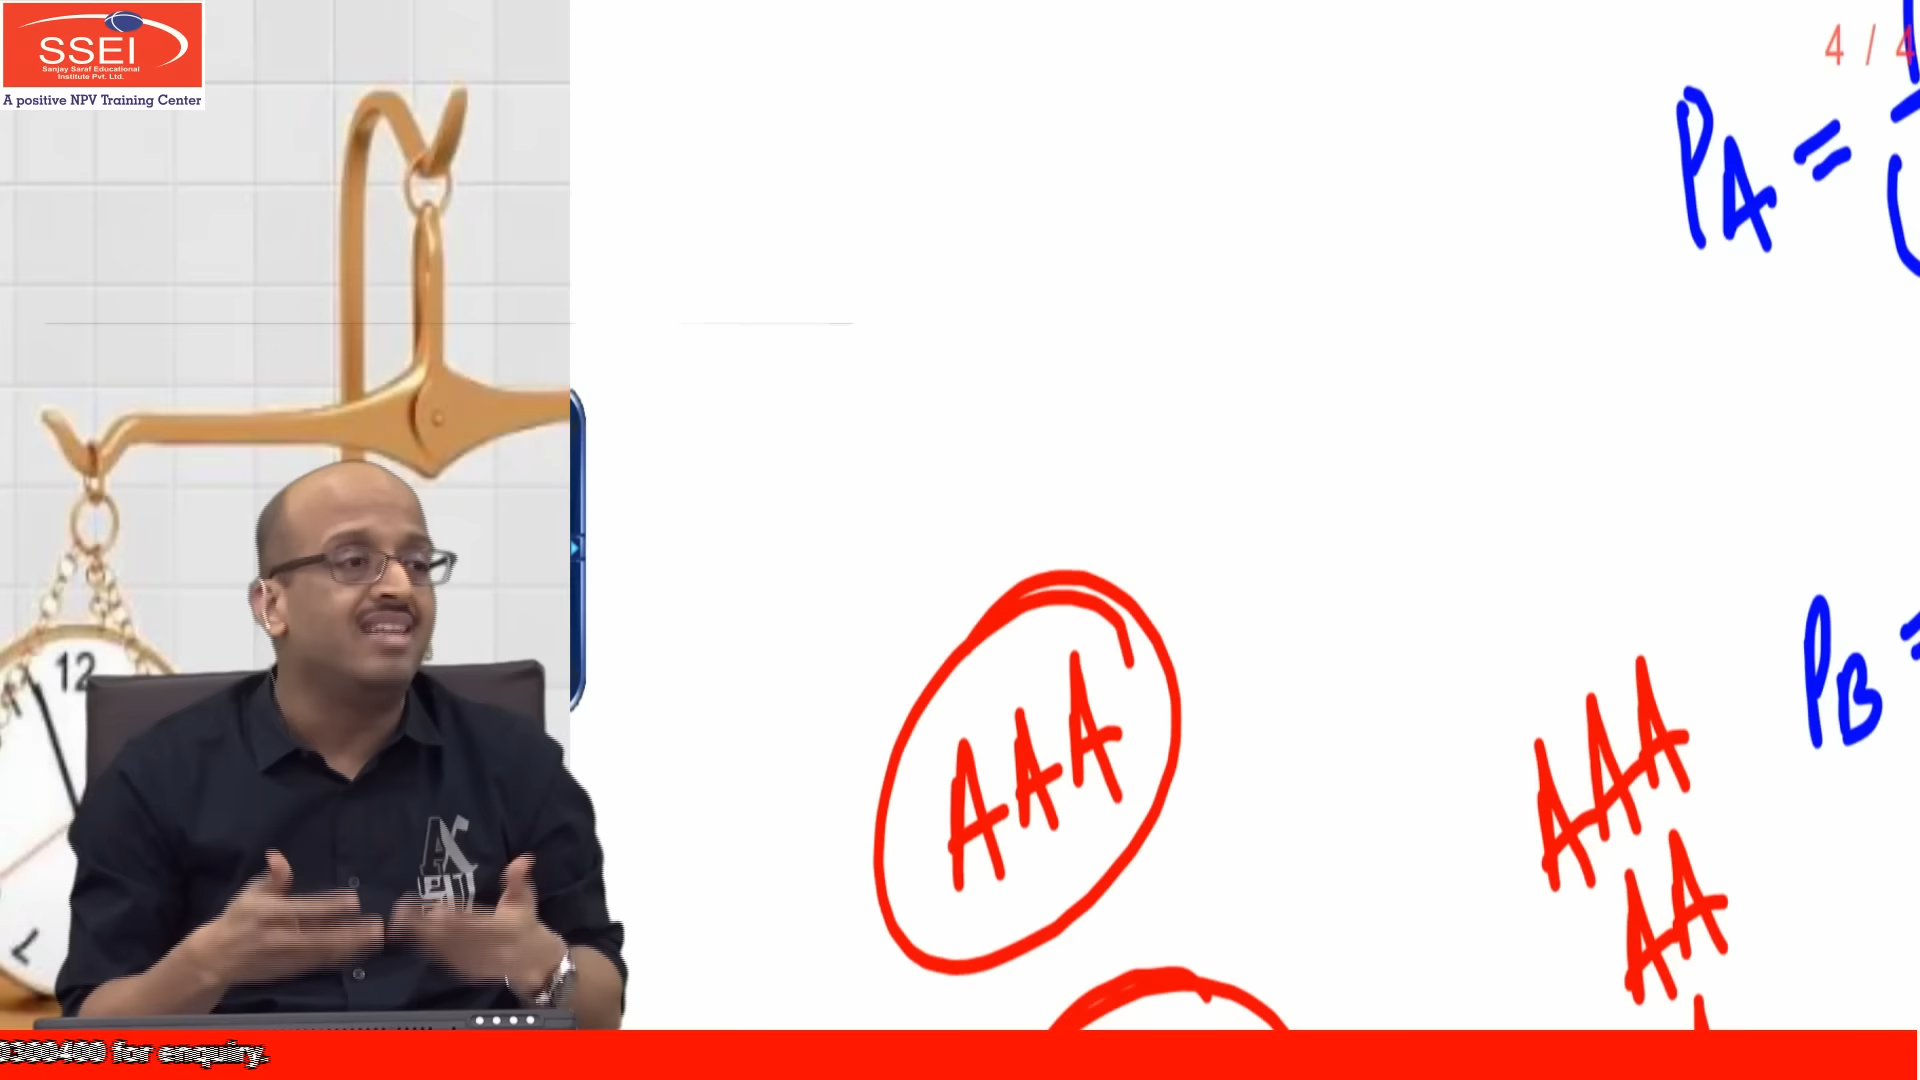 SSEI
Sanjay Saraf Educational
Institute Pvt. Ltd.
A positive NPV Training Center
4 / 4
PA =
12
AAA
PB =
AAA
AA
for enquiry.